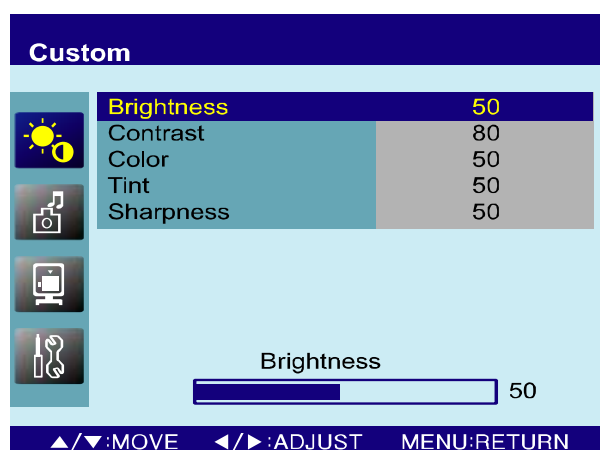 Custom
Brightness 50
Contrast 80
Color 50
Tint 50
Sharpness 50
Brightness
50
▲/▼:MOVE ◀/▶:ADJUST MENU:RETURN